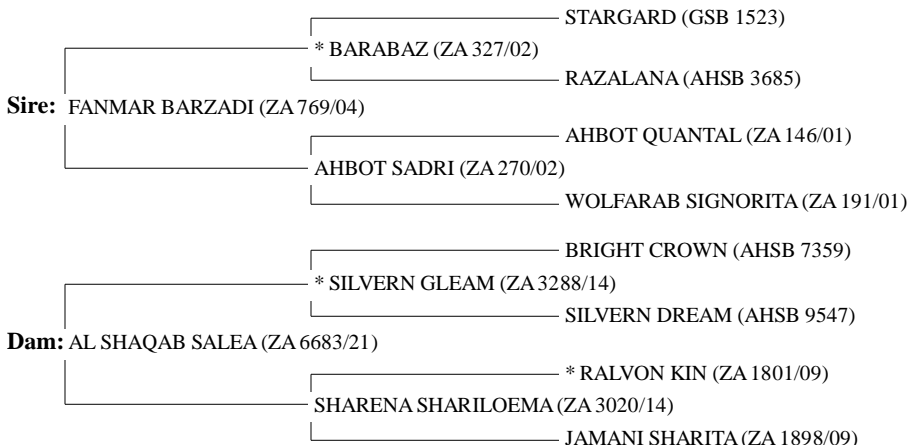 STARGARD (GSB 1523)
* BARABAZ (ZA 327/02)
RAZALANA (AHSB 3685)
Sire: FANMAR BARZADI (ZA 769/04)
AHBOT QUANTAL (ZA 146/01)
AHBOT SADRI (ZA 270/02)
WOLFARAB SIGNORITA (ZA 191/01)
BRIGHT CROWN (AHSB 7359)
* SILVERN GLEAM (ZA 3288/14)
SILVERN DREAM (AHSB 9547)
Dam: AL SHAQAB SALEA (ZA 6683/21)
* RALVON KIN (ZA 1801/09)
SHARENA SHARILOEMA (ZA 3020/14)
JAMANI SHARITA (ZA 1898/09)